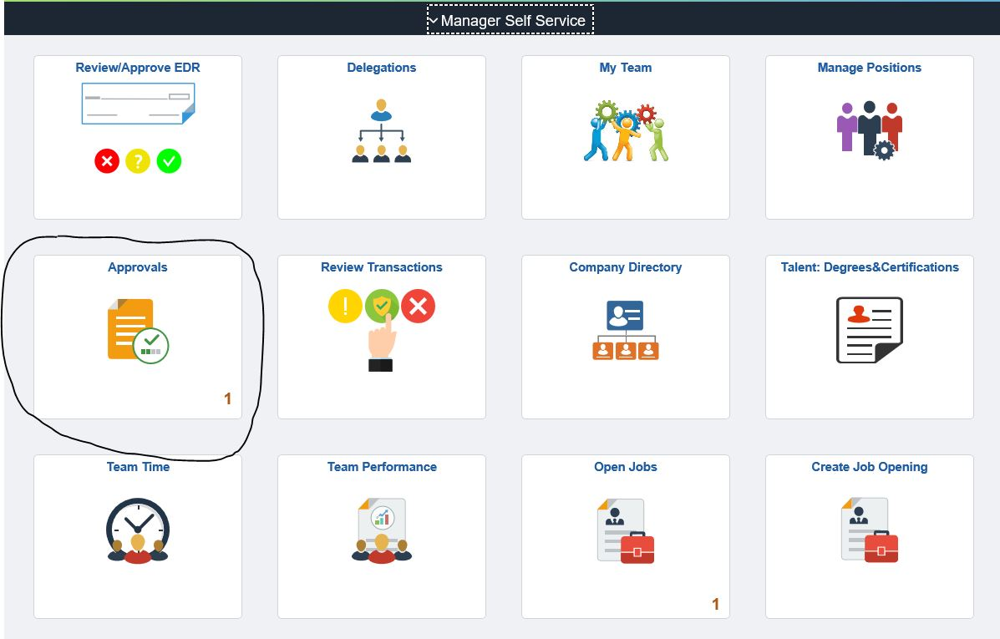 Manager Self Service
Review/Approve EDR
Delegations
My Team
Manage Positions
?
Approvals
1
Review Transactions
!
Company Directory
Talent: Degrees&Certifications
Team Time
Team Performance
Open Jobs
1
Create Job Opening